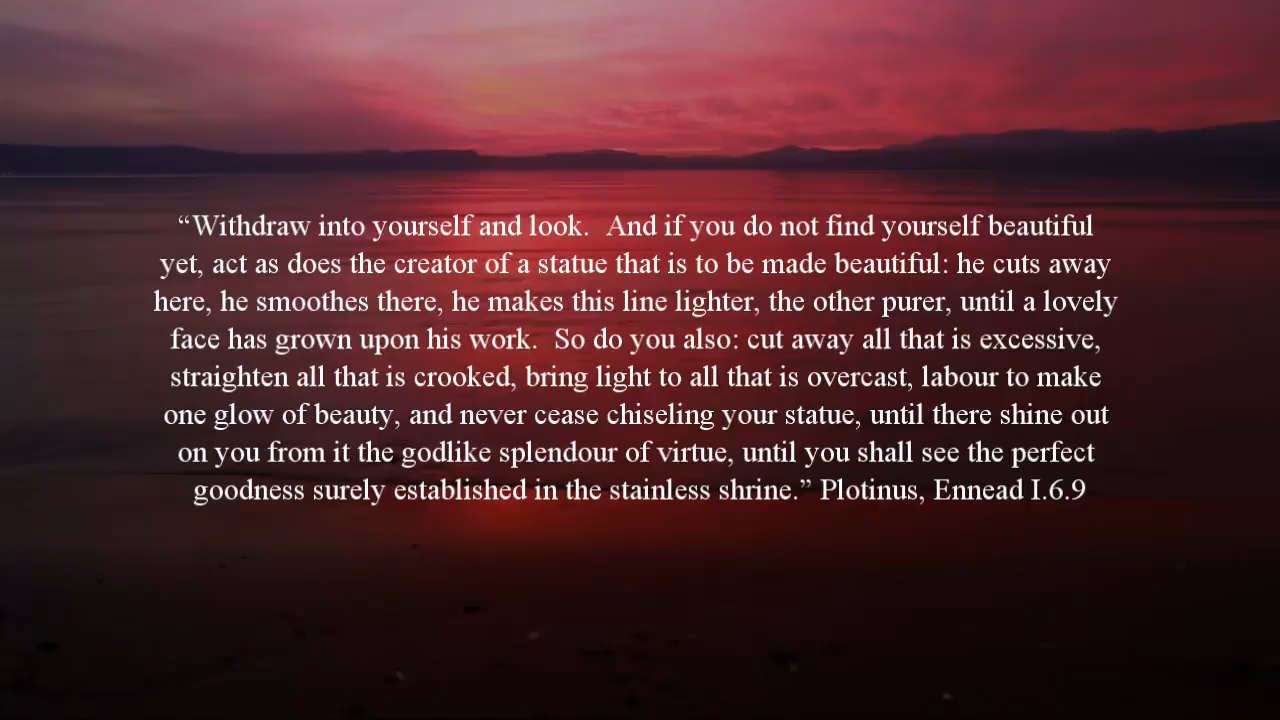 “Withdraw into yourself and look.  And if you do not find yourself beautiful
yet, act as does the creator of a statue that is to be made beautiful: he cuts away
here, he smoothes there, he makes this line lighter, the other purer, until a lovely
face has grown upon his work.  So do you also: cut away all that is excessive,
straighten all that is crooked, bring light to all that is overcast, labour to make
one glow of beauty, and never cease chiseling your statue, until there shine out
on you from it the godlike splendour of virtue, until you shall see the perfect
goodness surely established in the stainless shrine.” Plotinus, Ennead I.6.9